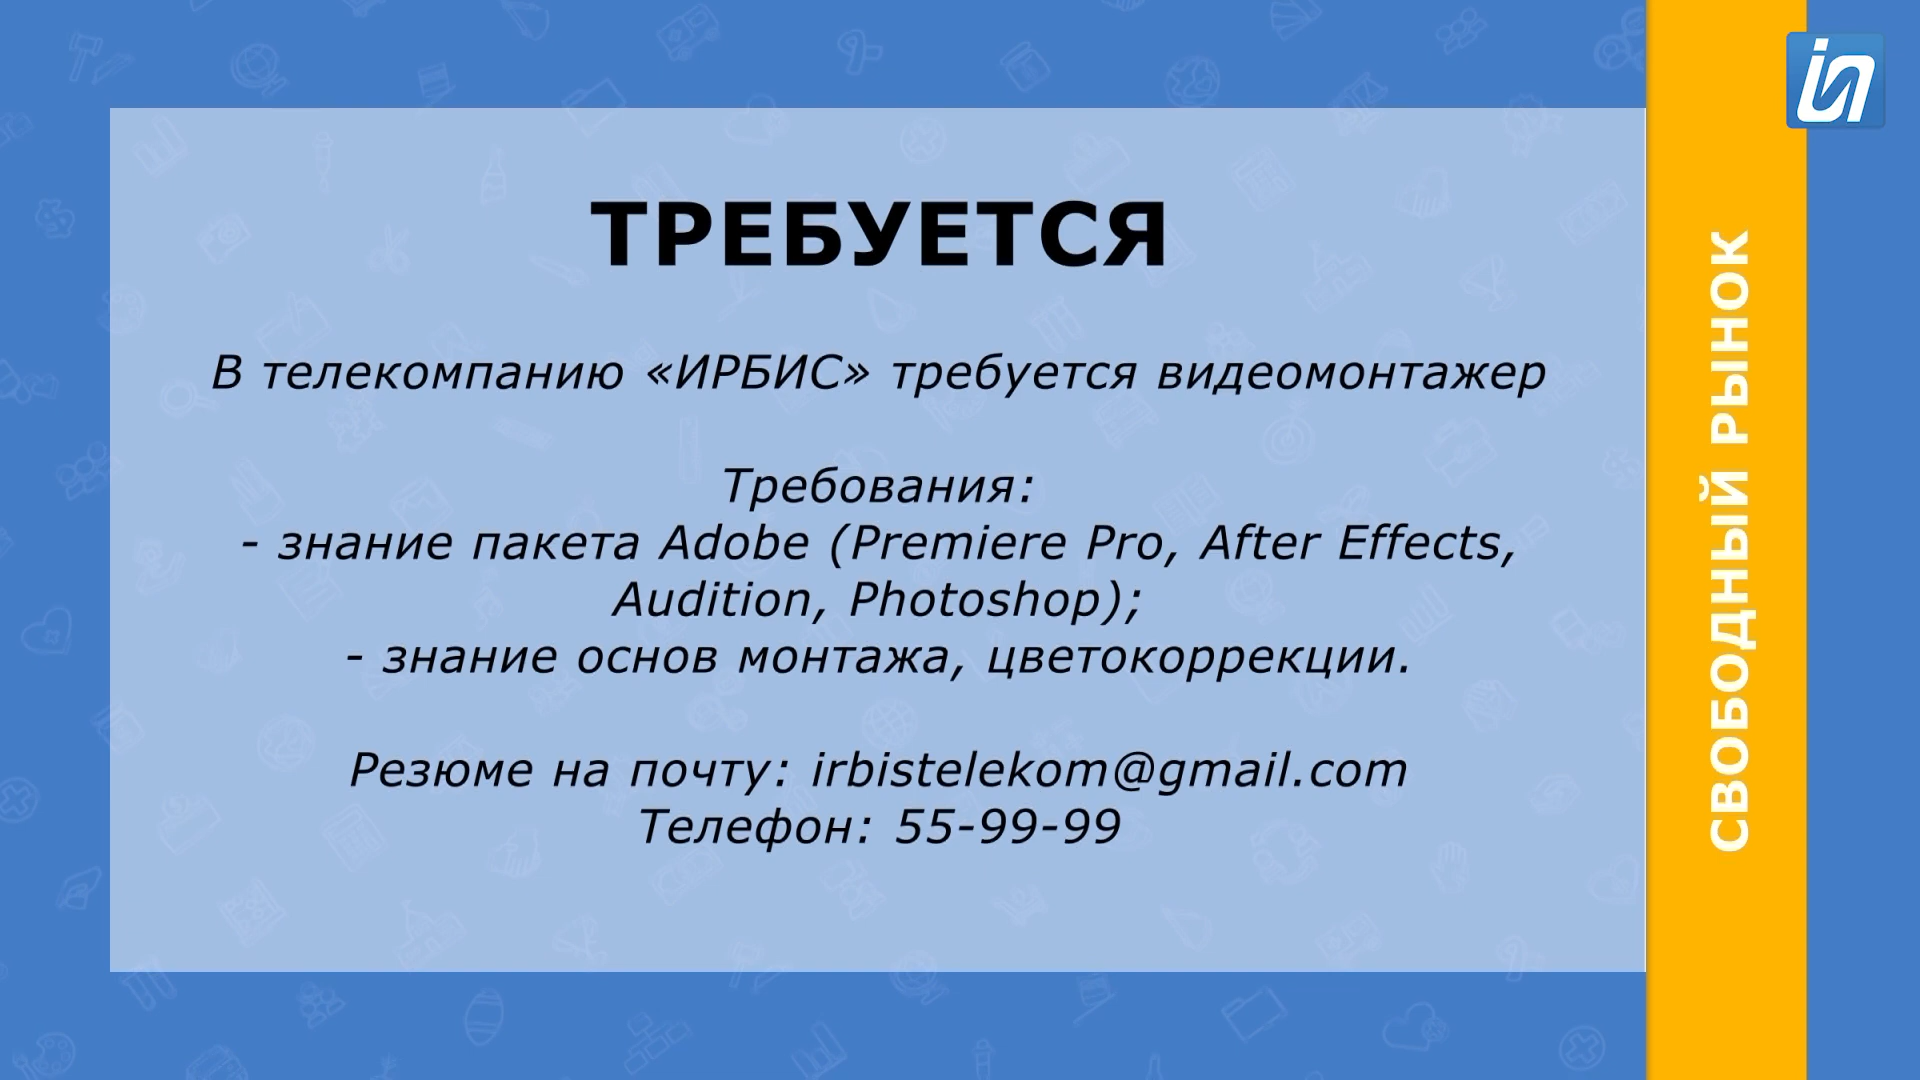 ТРЕБУЕТСЯ
В телекомпанию «ИРБИС» требуется видеомонтажер
Требования:
- знание пакета Adobe (Premiere Pro, After Effects,
Audition, Photoshop);
- знание основ монтажа, цветокоррекции.
Резюме на почту: irbistelekom@gmail.com
Телефон: 55-99-99
СВОБОДНЫЙ РЫНОК